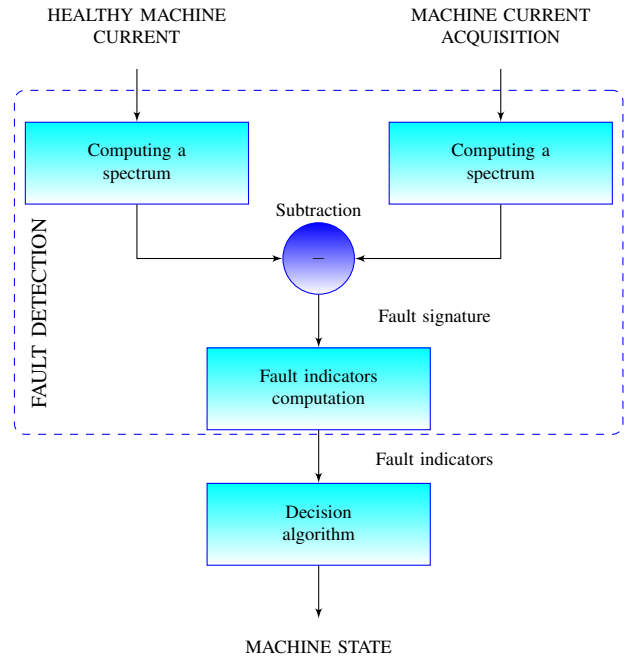 HEALTHY MACHINE
CURRENT
MACHINE CURRENT
ACQUISITION
Computing a
spectrum
Computing a
spectrum
Subtraction
−
FAULT DETECTION
Fault signature
Fault indicators
computation
Fault indicators
Decision
algorithm
MACHINE STATE